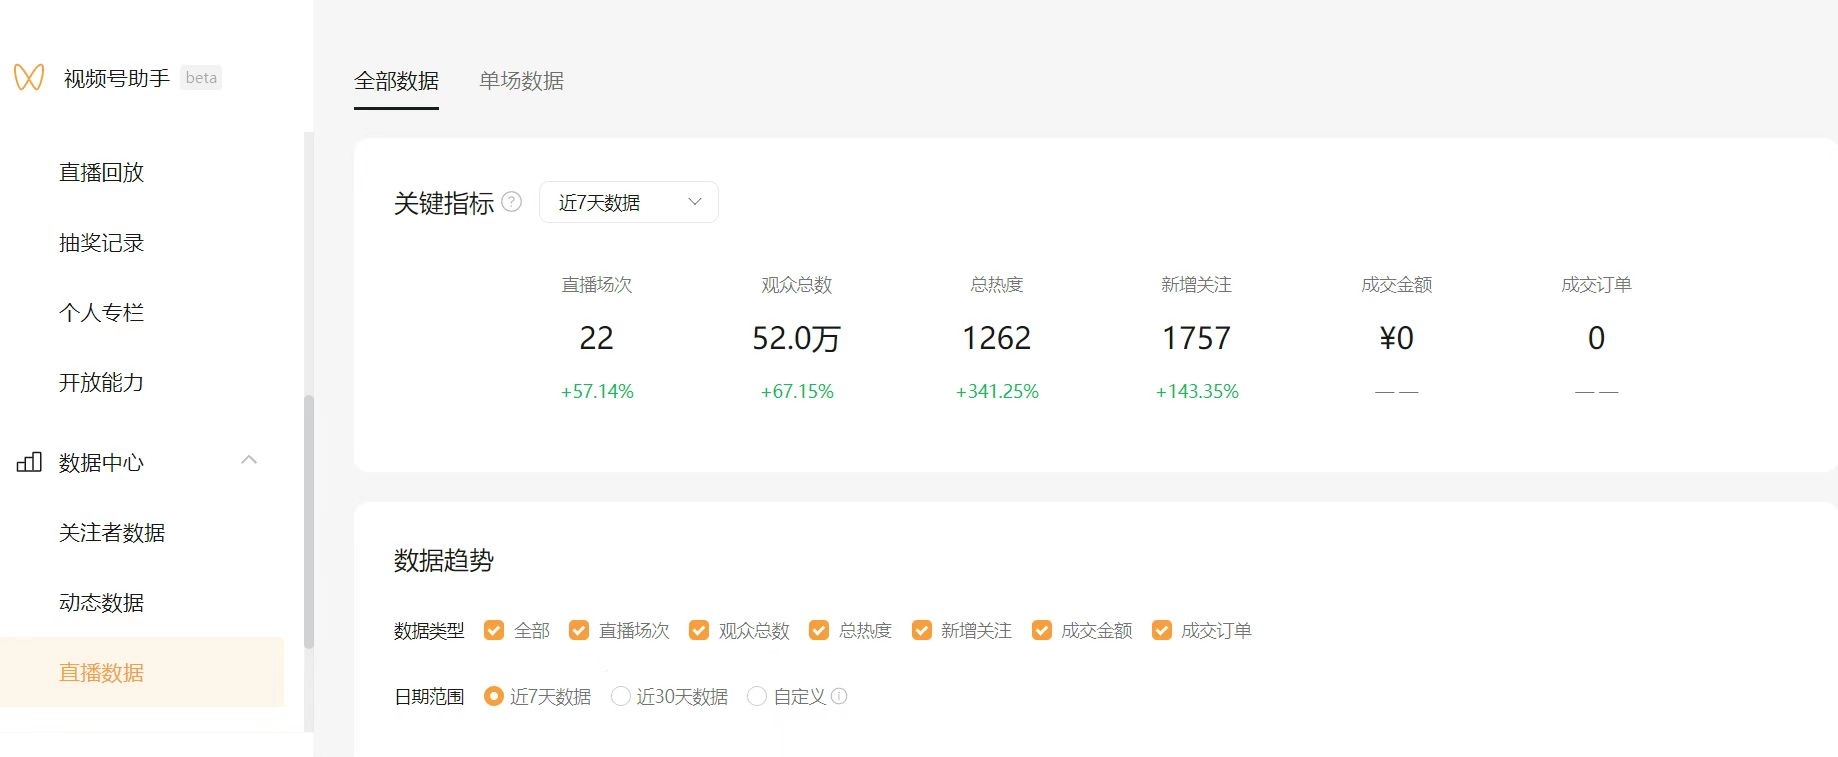 视频号助手 beta
直播回放
抽奖记录
个人专栏
开放能力
数据中心
关注者数据
动态数据
直播数据
全部数据 单场数据
关键指标 ? 近7天数据
直播场次 观众总数 总热度 新增关注 成交金额 成交订单
22 52.0万 1262 1757 ¥0 0
+57.14% +67.15% +341.25% +143.35% —— ——
数据趋势
数据类型 全部 直播场次 观众总数 总热度 新增关注 成交金额 成交订单
日期范围 近7天数据 近30天数据 自定义